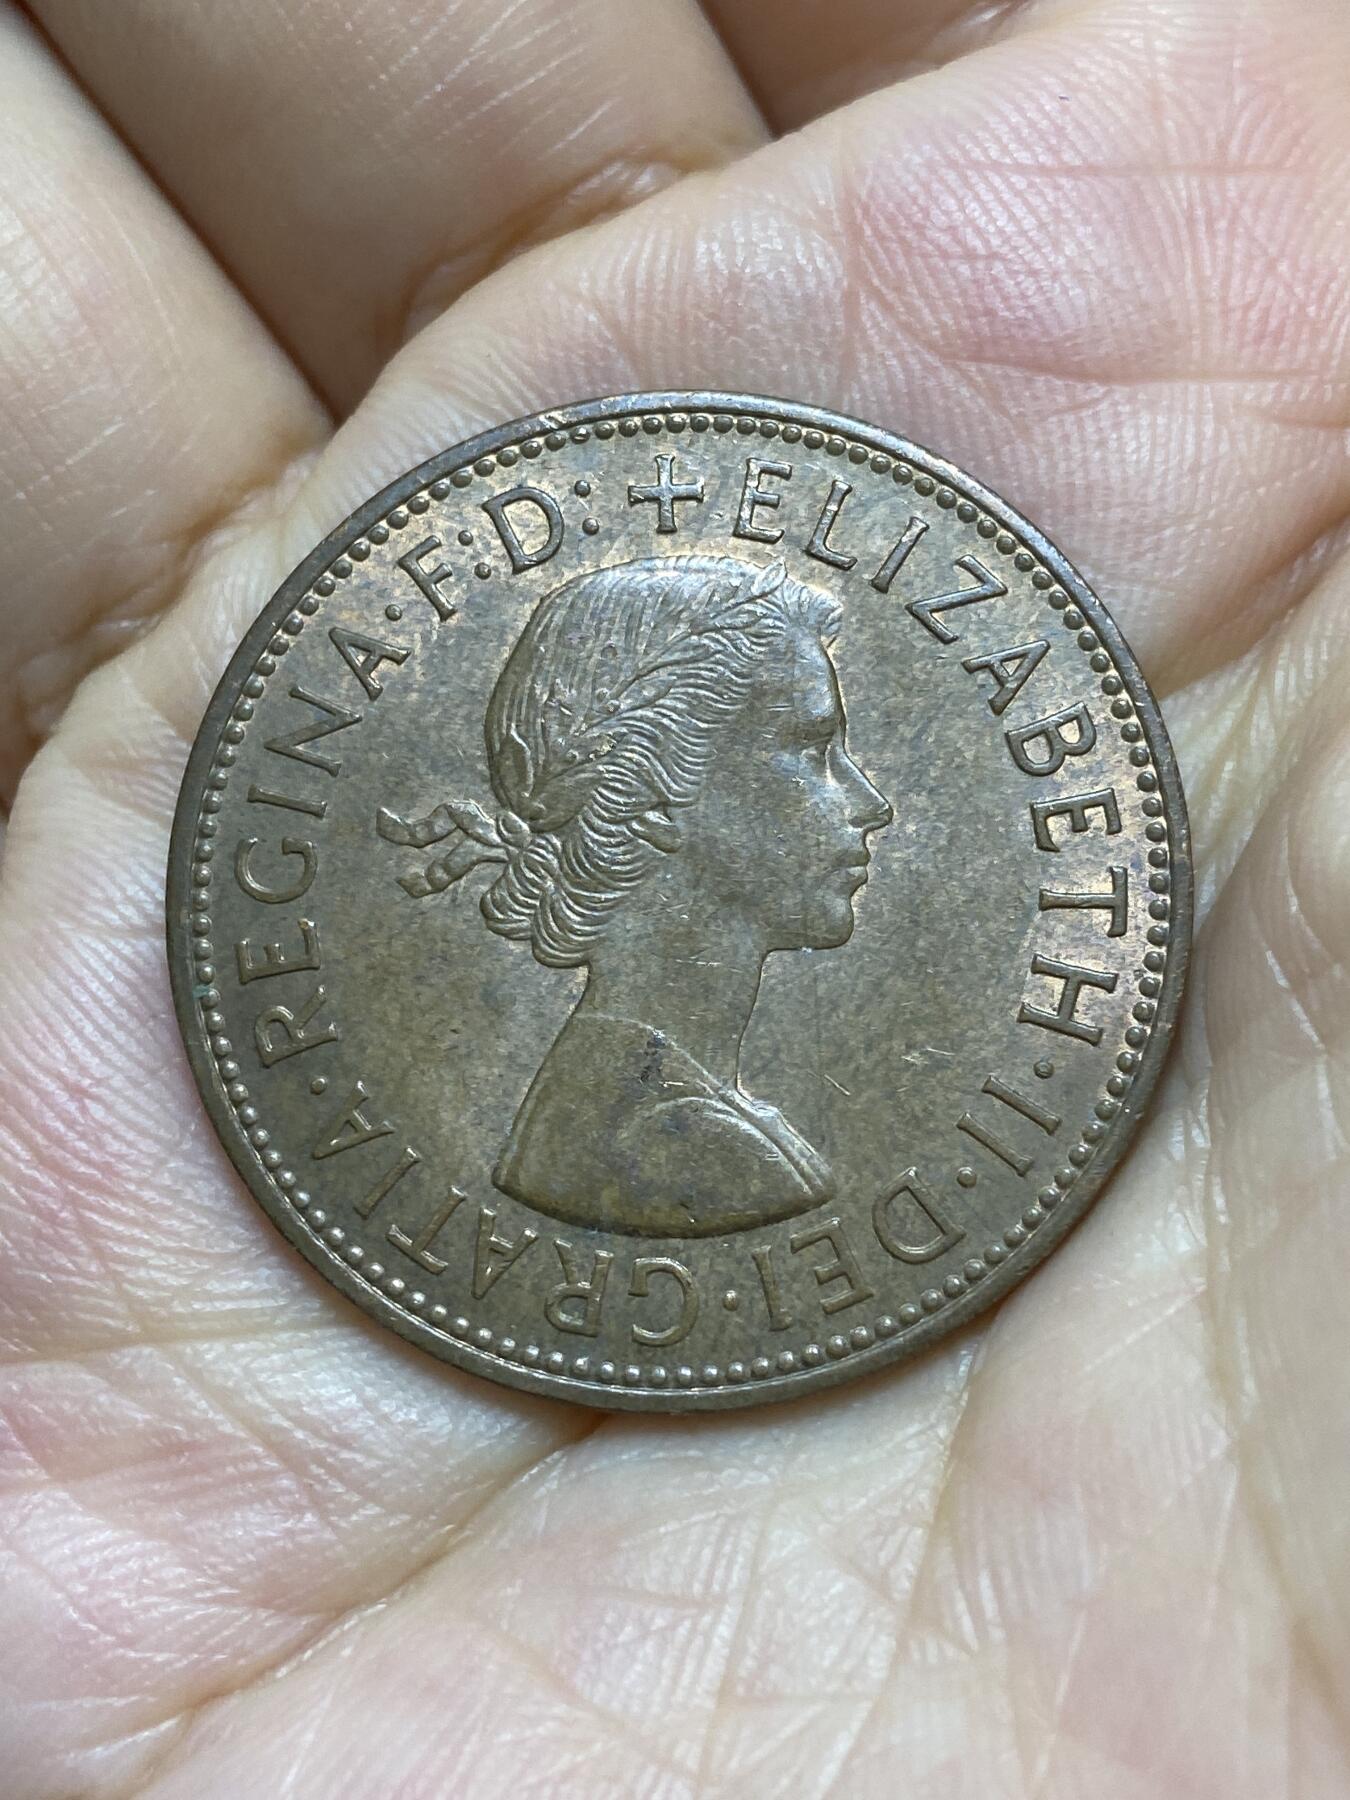 + ELIZABETH · II · DEI · GRATIA · REGINA · F: D: